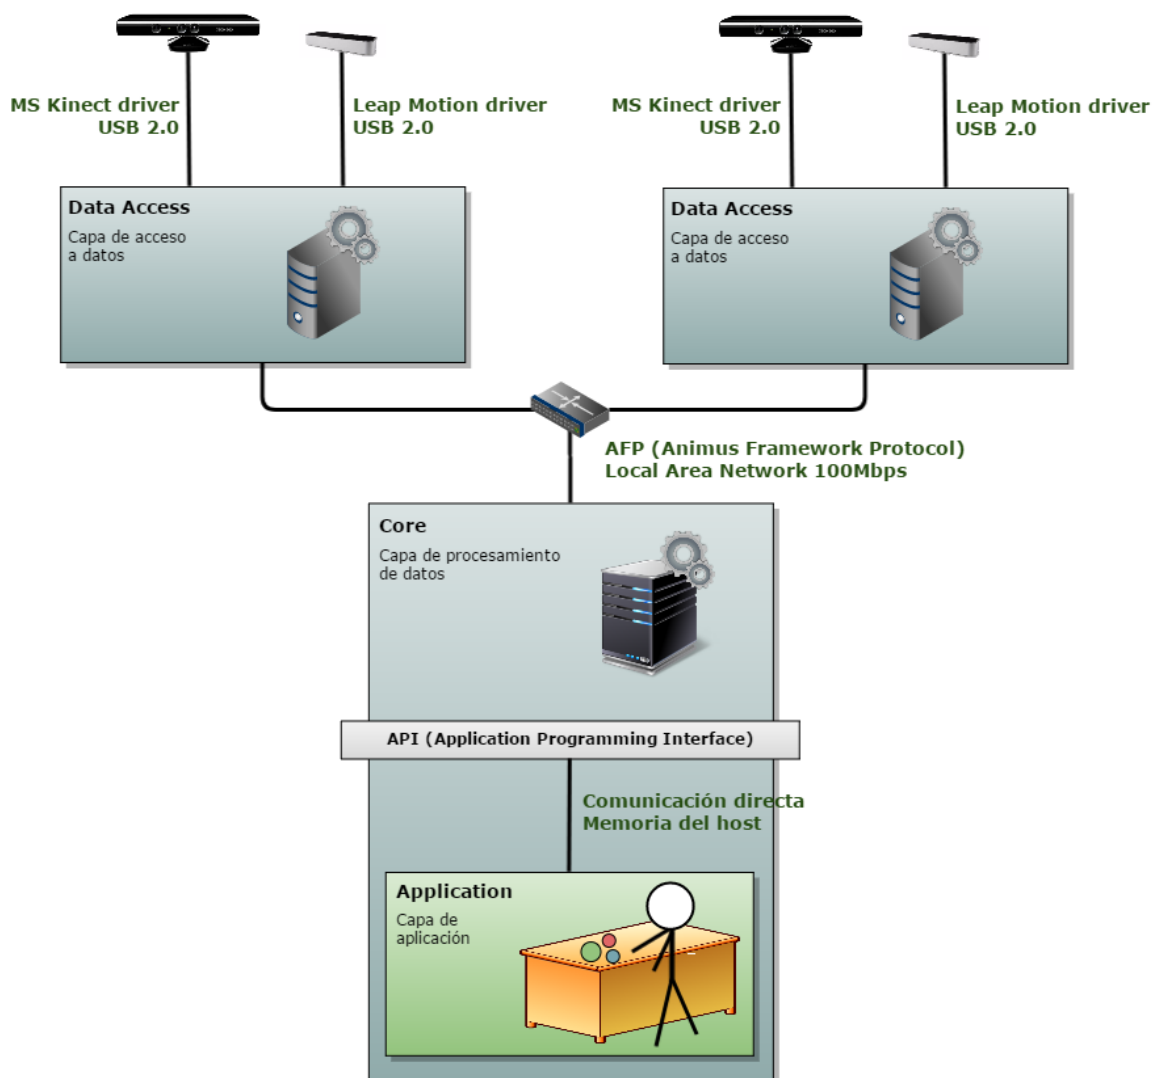 MS Kinect driver
USB 2.0
Leap Motion driver
USB 2.0
MS Kinect driver
USB 2.0
Leap Motion driver
USB 2.0
Data Access
Capa de acceso
a datos
Data Access
Capa de acceso
a datos
AFP (Animus Framework Protocol)
Local Area Network 100Mbps
Core
Capa de procesamiento
de datos
API (Application Programming Interface)
Comunicación directa
Memoria del host
Application
Capa de
aplicación